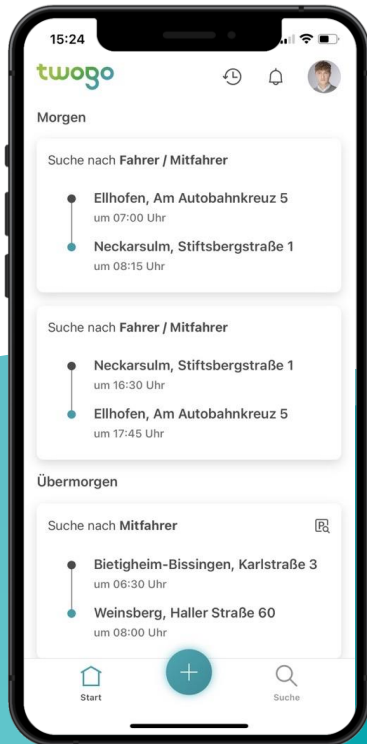 15:24
twogo
Morgen
Suche nach Fahrer / Mitfahrer
Ellhofen, Am Autobahnkreuz 5
um 07:00 Uhr
Neckarsulm, Stiftsbergstraße 1
um 08:15 Uhr
Suche nach Fahrer / Mitfahrer
Neckarsulm, Stiftsbergstraße 1
um 16:30 Uhr
Ellhofen, Am Autobahnkreuz 5
um 17:45 Uhr
Übermorgen
Suche nach Mitfahrer
Bietigheim-Bissingen, Karlstraße 3
um 06:30 Uhr
Weinsberg, Haller Straße 60
um 08:00 Uhr
Start
Suche